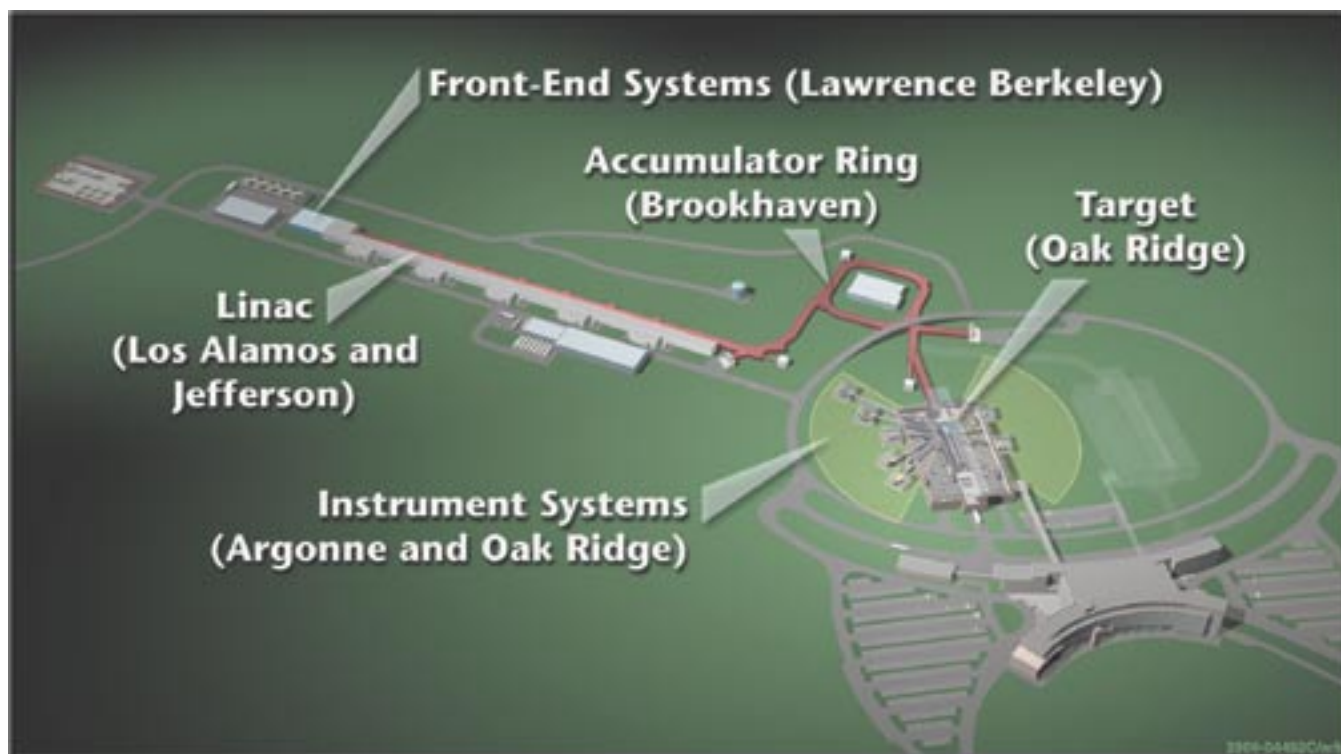 Front-End Systems (Lawrence Berkeley)
Accumulator Ring
(Brookhaven)
Target
(Oak Ridge)
Linac
(Los Alamos and
Jefferson)
Instrument Systems
(Argonne and Oak Ridge)